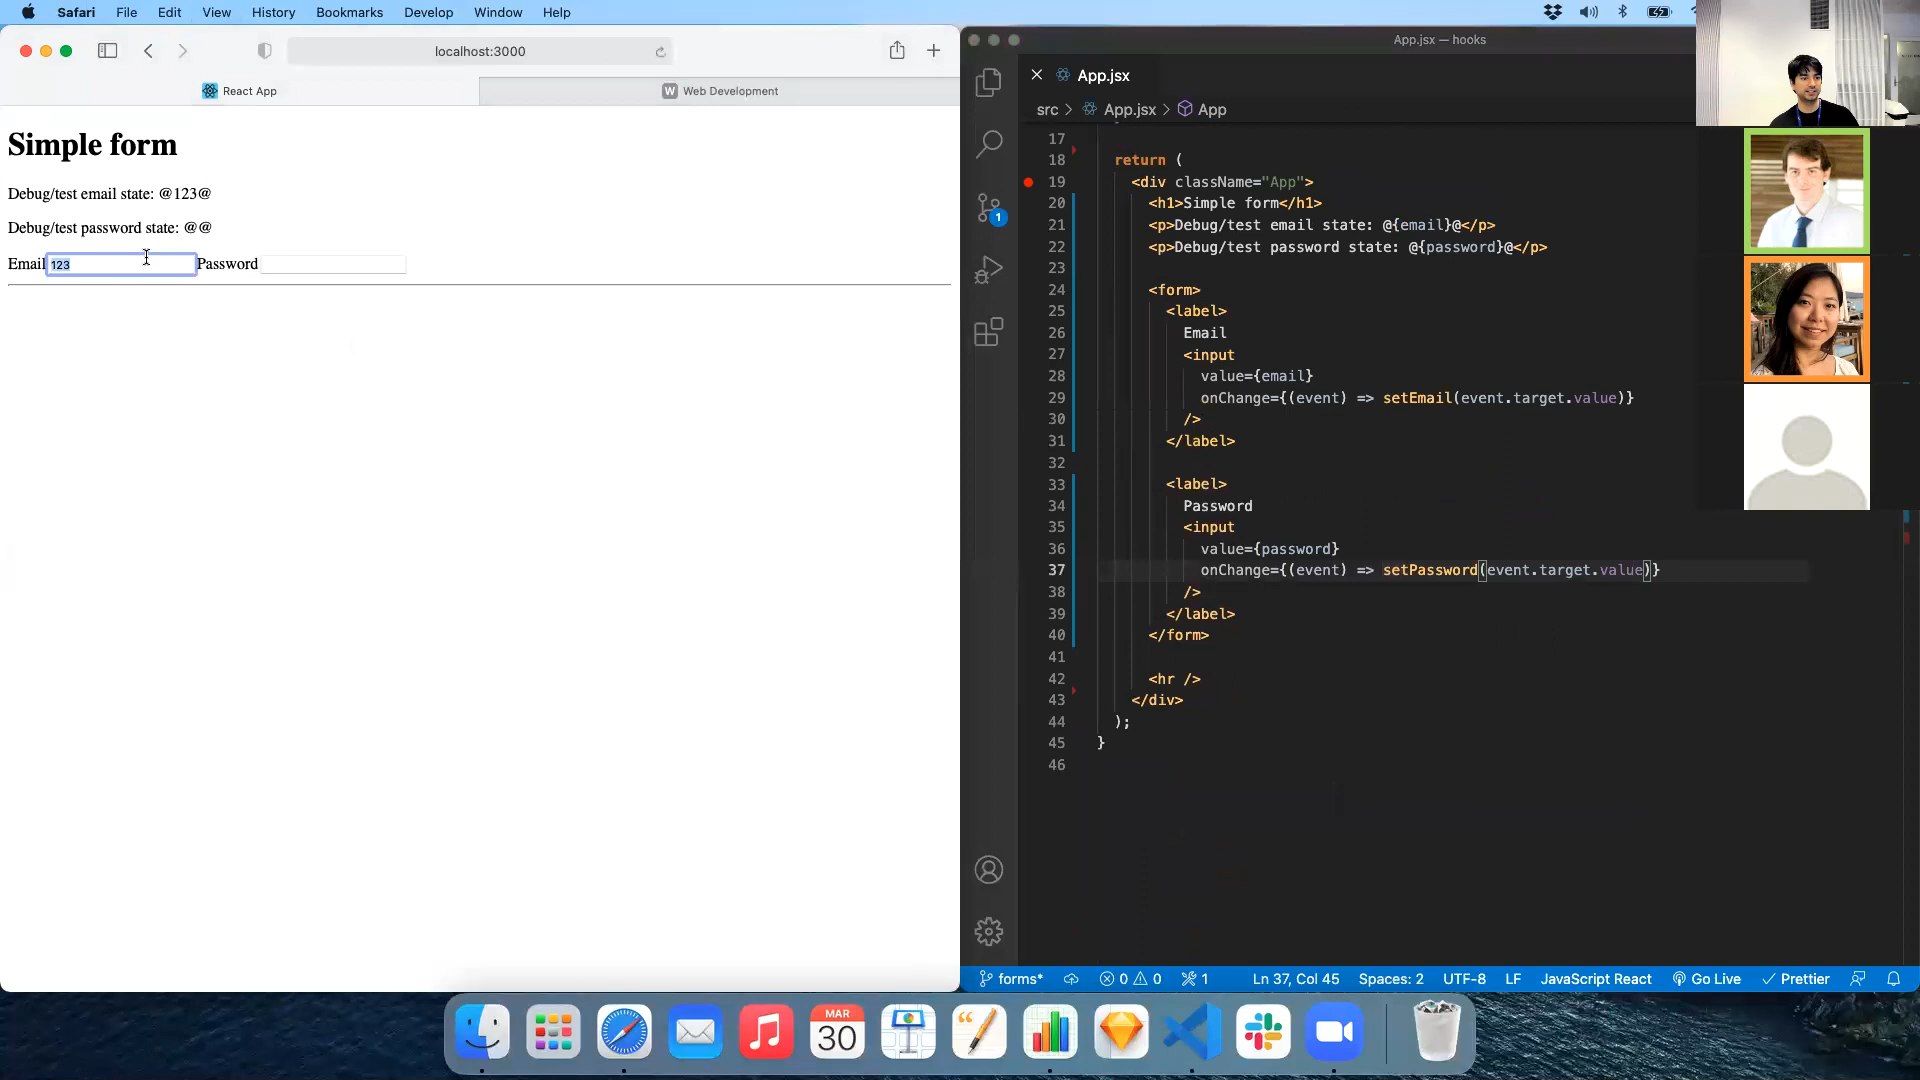 Safari File Edit View History Bookmarks Develop Window Help
localhost:3000
React App
W Web Development
Simple form
Debug/test email state: @123@
Debug/test password state: @@
Email 123 Password
App.jsx — hooks
App.jsx
src > App.jsx > App
1
17
18 return (
19 <div className="App">
20 <h1>Simple form</h1>
21 <p>Debug/test email state: @{email}@</p>
22 <p>Debug/test password state: @{password}@</p>
23
24 <form>
25 <label>
26 Email
27 <input
28 value={email}
29 onChange={(event) => setEmail(event.target.value)}
30 />
31 </label>
32
33 <label>
34 Password
35 <input
36 value={password}
37 onChange={(event) => setPassword(event.target.value)}
38 />
39 </label>
40 </form>
41
42 <hr />
43 </div>
44 );
45 }
46
forms* 0 0 1 Ln 37, Col 45 Spaces: 2 UTF-8 LF JavaScript React Go Live Prettier
MAR
30